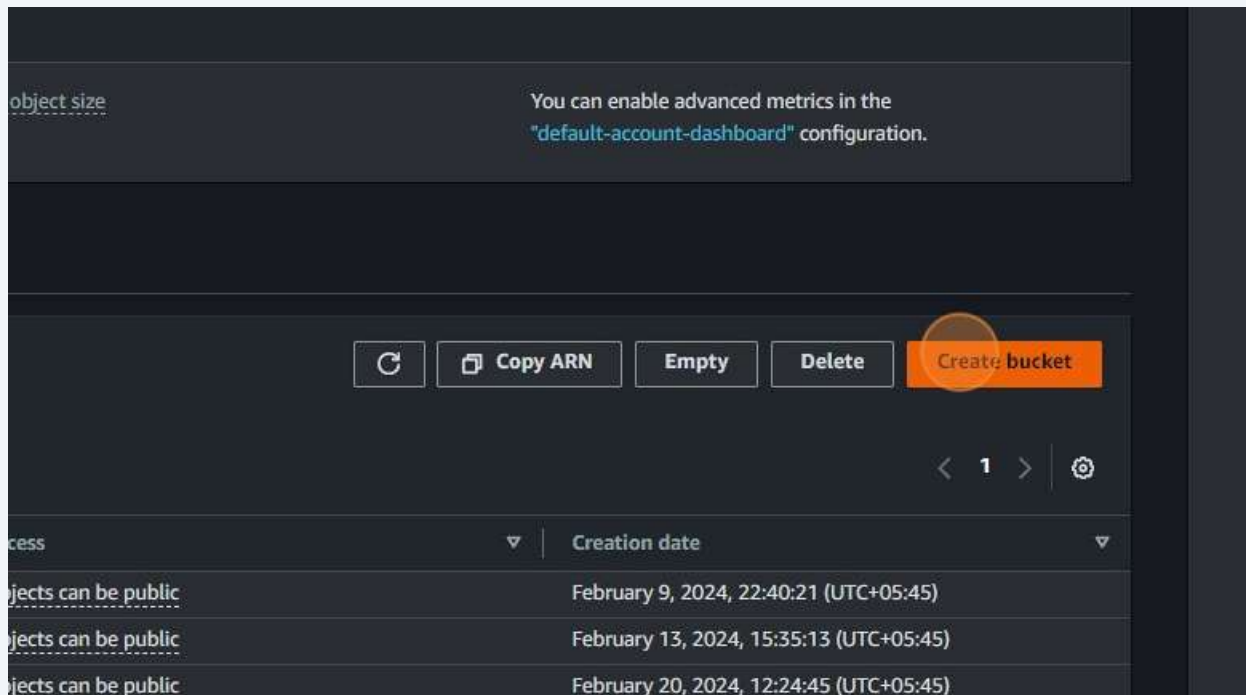 object size
You can enable advanced metrics in the
"default-account-dashboard" configuration.
Copy ARN Empty Delete Create bucket
1
cess Creation date
jects can be public February 9, 2024, 22:40:21 (UTC+05:45)
jects can be public February 13, 2024, 15:35:13 (UTC+05:45)
jects can be public February 20, 2024, 12:24:45 (UTC+05:45)